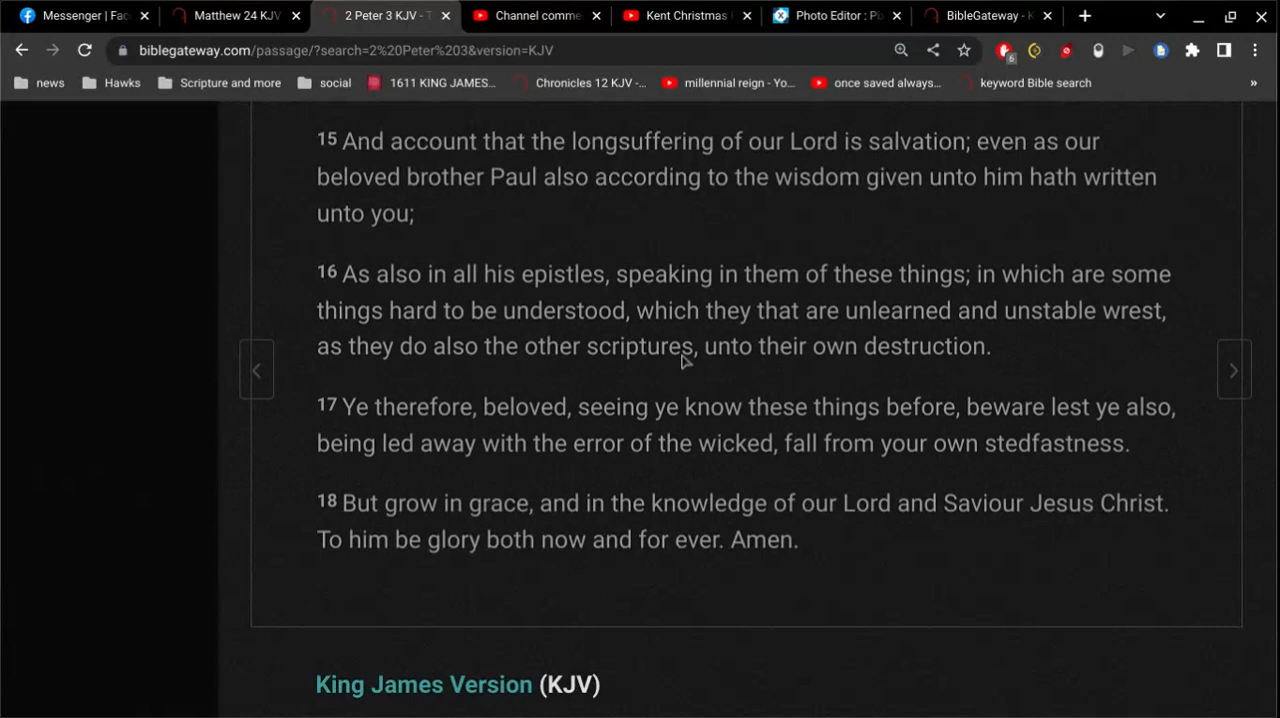 Messenger | Fac
Matthew 24 KJV
2 Peter 3 KJV - T
Channel comme
Kent Christmas
Photo Editor : Pi
BibleGateway - K
biblegateway.com/passage/?search=2%20Peter%203&version=KJV
6
news
Hawks
Scripture and more
social
1611 KING JAMES...
Chronicles 12 KJV -...
millennial reign - Yo...
once saved always...
keyword Bible search
»
15 And account that the longsuffering of our Lord is salvation; even as our
beloved brother Paul also according to the wisdom given unto him hath written
unto you;
16 As also in all his epistles, speaking in them of these things; in which are some
things hard to be understood, which they that are unlearned and unstable wrest,
as they do also the other scriptures, unto their own destruction.
17 Ye therefore, beloved, seeing ye know these things before, beware lest ye also,
being led away with the error of the wicked, fall from your own stedfastness.
18 But grow in grace, and in the knowledge of our Lord and Saviour Jesus Christ.
To him be glory both now and for ever. Amen.
King James Version (KJV)